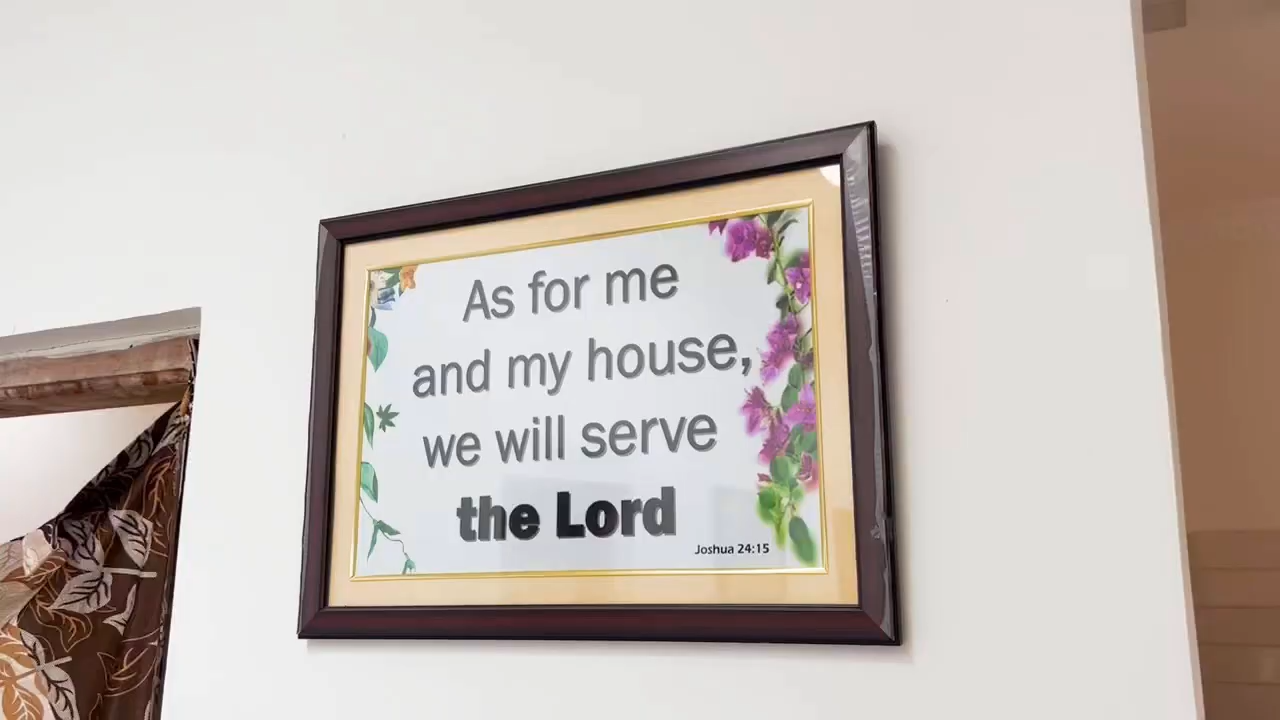 As for me
and my house,
we will serve
the Lord
Joshua 24:15